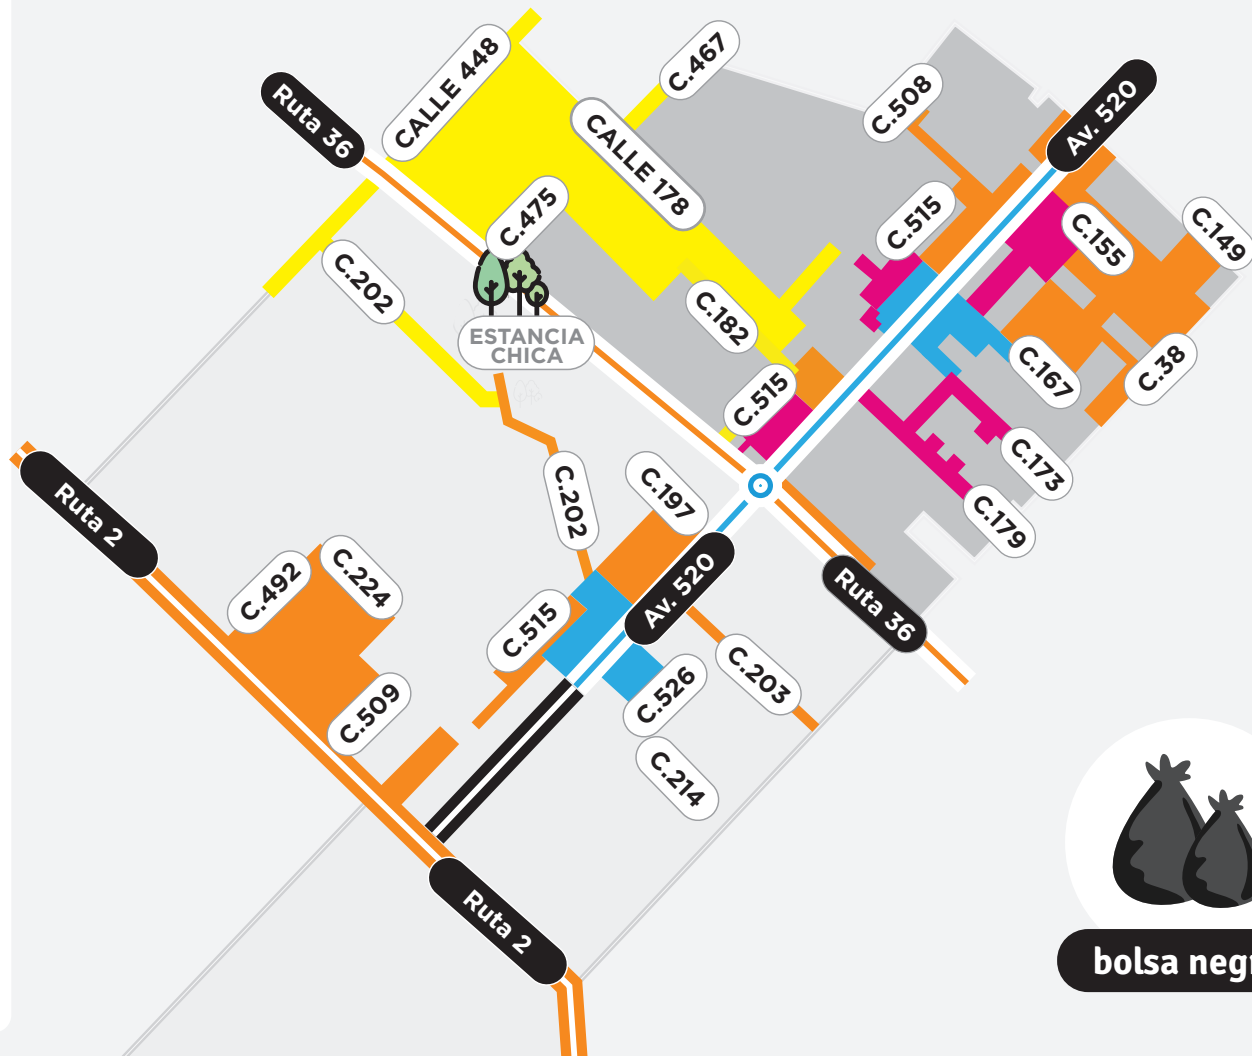 CALLE 448
C.467
Ruta 36
C.508
Av. 520
CALLE 178
C.475
C.515
C.155
C.149
C.202
C.182
ESTANCIA
CHICA
C.167
C.38
C.515
C.173
C.202
C.197
C.179
Ruta 2
C.492
C.224
Av. 520
Ruta 36
C.515
C.526
C.203
C.509
C.214
Ruta 2
bolsa neg